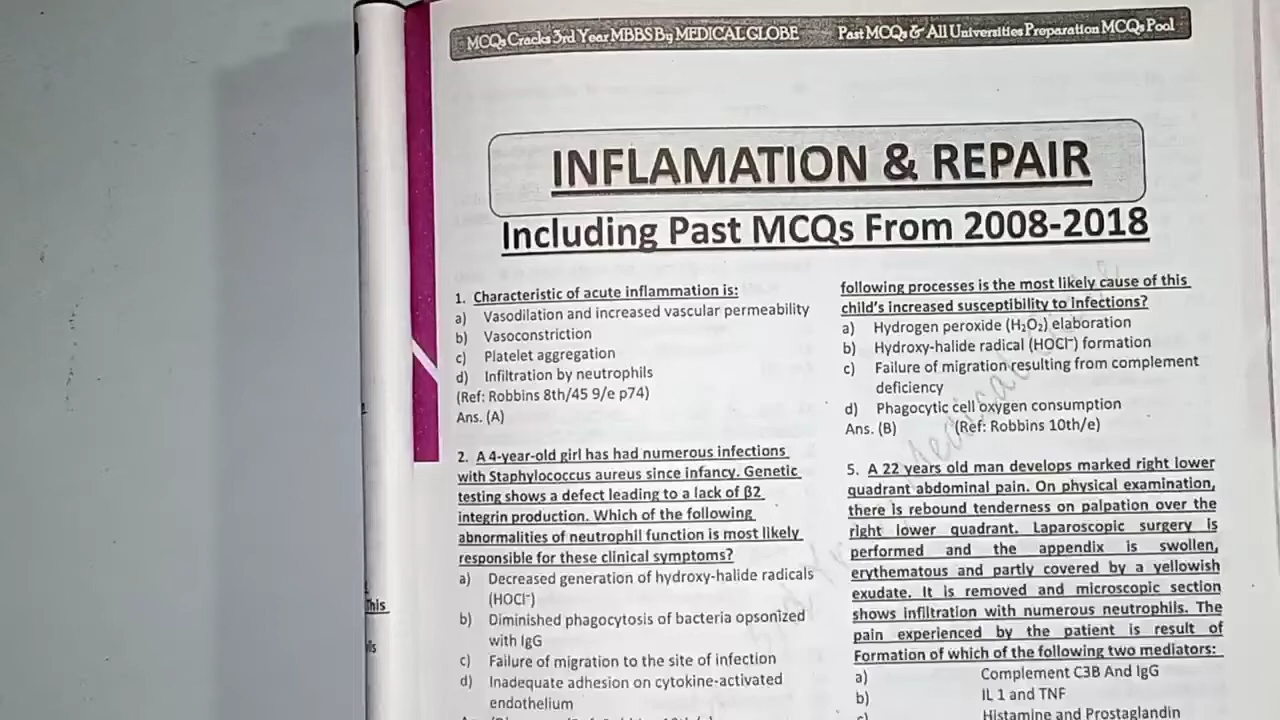 MCQs Cracks 3rd Year MBBS By MEDICAL GLOBE Past MCQs & All Universities Preparation MCQs Pool
INFLAMATION & REPAIR
Including Past MCQs From 2008-2018
1. Characteristic of acute inflammation is:
a) Vasodilation and increased vascular permeability
b) Vasoconstriction
c) Platelet aggregation
d) Infiltration by neutrophils
(Ref: Robbins 8th/45 9/e p74)
Ans. (A)
2. A 4-year-old girl has had numerous infections
with Staphylococcus aureus since infancy. Genetic
testing shows a defect leading to a lack of β2
integrin production. Which of the following
abnormalities of neutrophil function is most likely
responsible for these clinical symptoms?
a) Decreased generation of hydroxy-halide radicals
(HOCl⁻)
b) Diminished phagocytosis of bacteria opsonized
with IgG
c) Failure of migration to the site of infection
d) Inadequate adhesion on cytokine-activated
endothelium
following processes is the most likely cause of this
child's increased susceptibility to infections?
a) Hydrogen peroxide (H₂O₂) elaboration
b) Hydroxy-halide radical (HOCl⁻) formation
c) Failure of migration resulting from complement
deficiency
d) Phagocytic cell oxygen consumption
Ans. (B) (Ref: Robbins 10th/e)
5. A 22 years old man develops marked right lower
quadrant abdominal pain. On physical examination,
there is rebound tenderness on palpation over the
right lower quadrant. Laparoscopic surgery is
performed and the appendix is swollen,
erythematous and partly covered by a yellowish
exudate. It is removed and microscopic section
shows infiltration with numerous neutrophils. The
pain experienced by the patient is result of
Formation of which of the following two mediators:
a) Complement C3B And IgG
b) IL 1 and TNF
c) Histamine and Prostaglandin
This